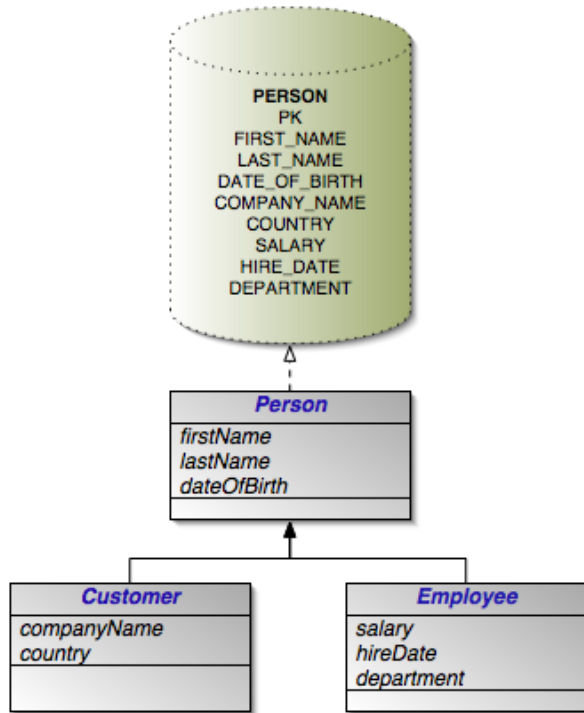 PERSON
PK
FIRST_NAME
LAST_NAME
DATE_OF_BIRTH
COMPANY_NAME
COUNTRY
SALARY
HIRE_DATE
DEPARTMENT
Person
firstName
lastName
dateOfBirth
Customer
companyName
country
Employee
salary
hireDate
department